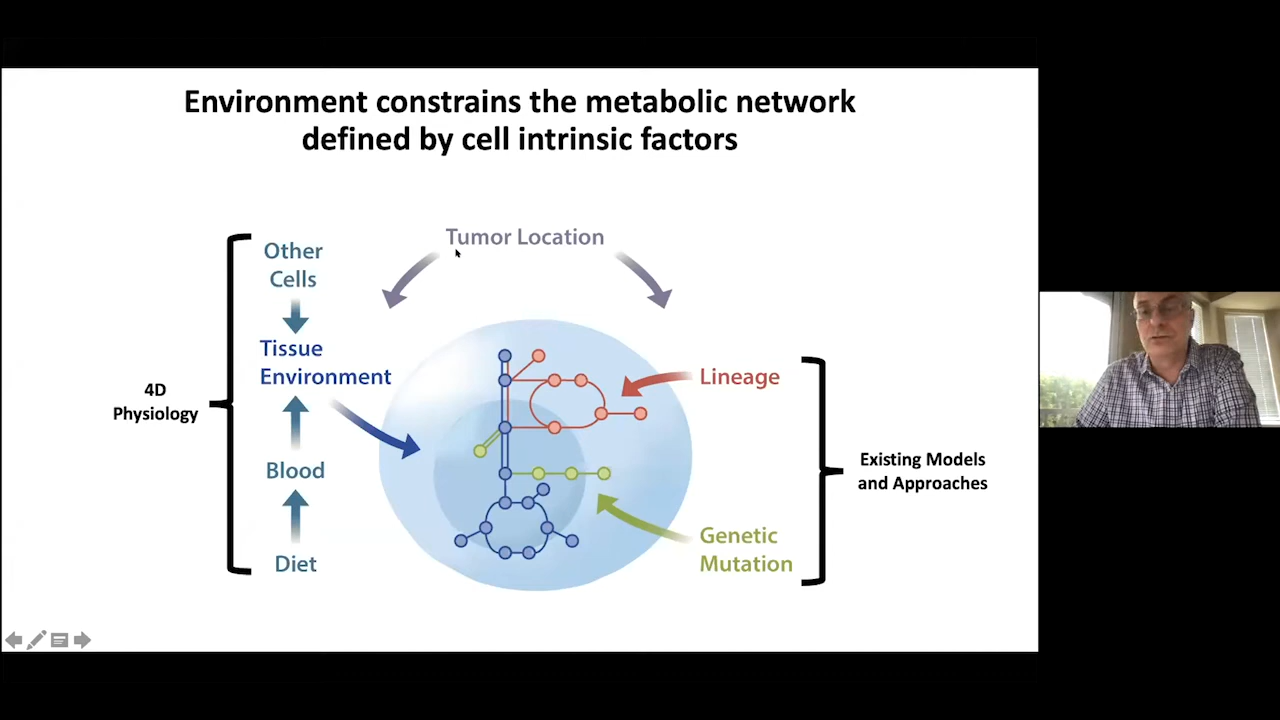 Environment constrains the metabolic network
defined by cell intrinsic factors
Tumor Location
Other
Cells
Tissue
Environment
Blood
Diet
4D
Physiology
Lineage
Genetic
Mutation
Existing Models
and Approaches